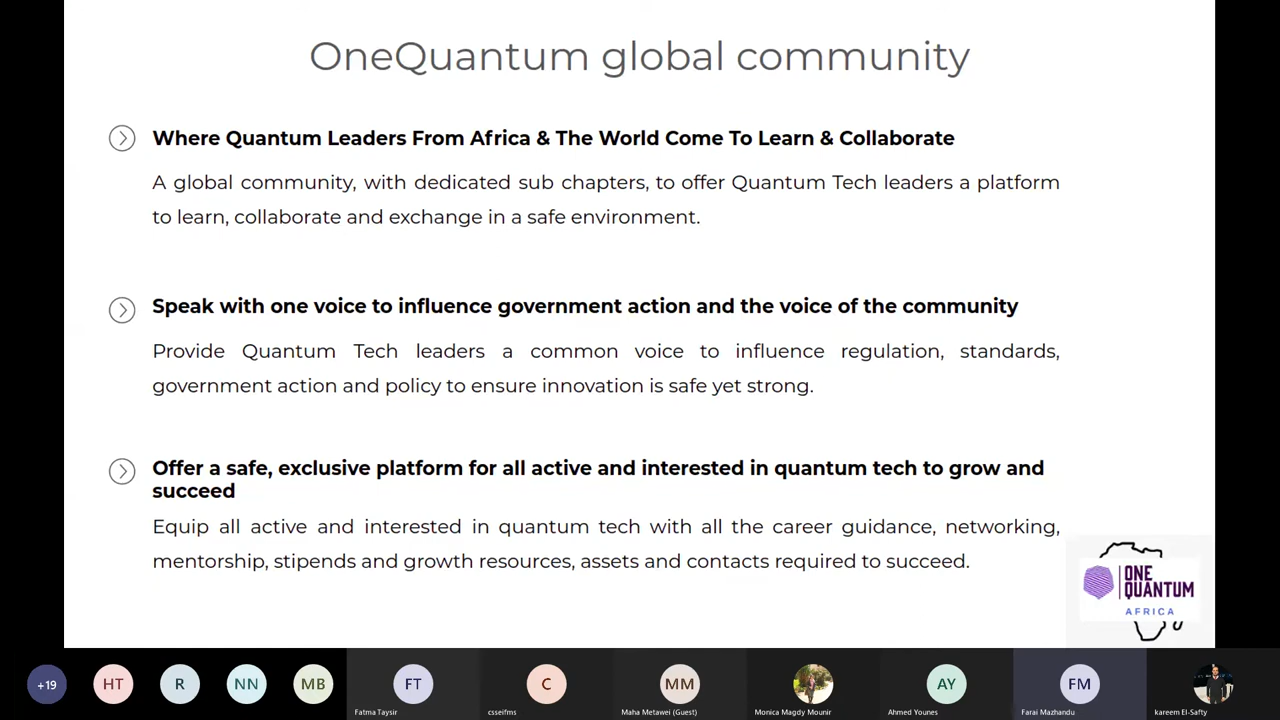 OneQuantum global community
Where Quantum Leaders From Africa & The World Come To Learn & Collaborate
A global community, with dedicated sub chapters, to offer Quantum Tech leaders a platform
to learn, collaborate and exchange in a safe environment.
Speak with one voice to influence government action and the voice of the community
Provide Quantum Tech leaders a common voice to influence regulation, standards,
government action and policy to ensure innovation is safe yet strong.
Offer a safe, exclusive platform for all active and interested in quantum tech to grow and
succeed
Equip all active and interested in quantum tech with all the career guidance, networking,
mentorship, stipends and growth resources, assets and contacts required to succeed.
ONE
QUANTUM
AFRICA
+19 HT R NN MB FT C MM AY FM
Fatma Taysir csseifms Maha Metawei (Guest) Monica Magdy Mounir Ahmed Younes Farai Mazhandu kareem El-Safty